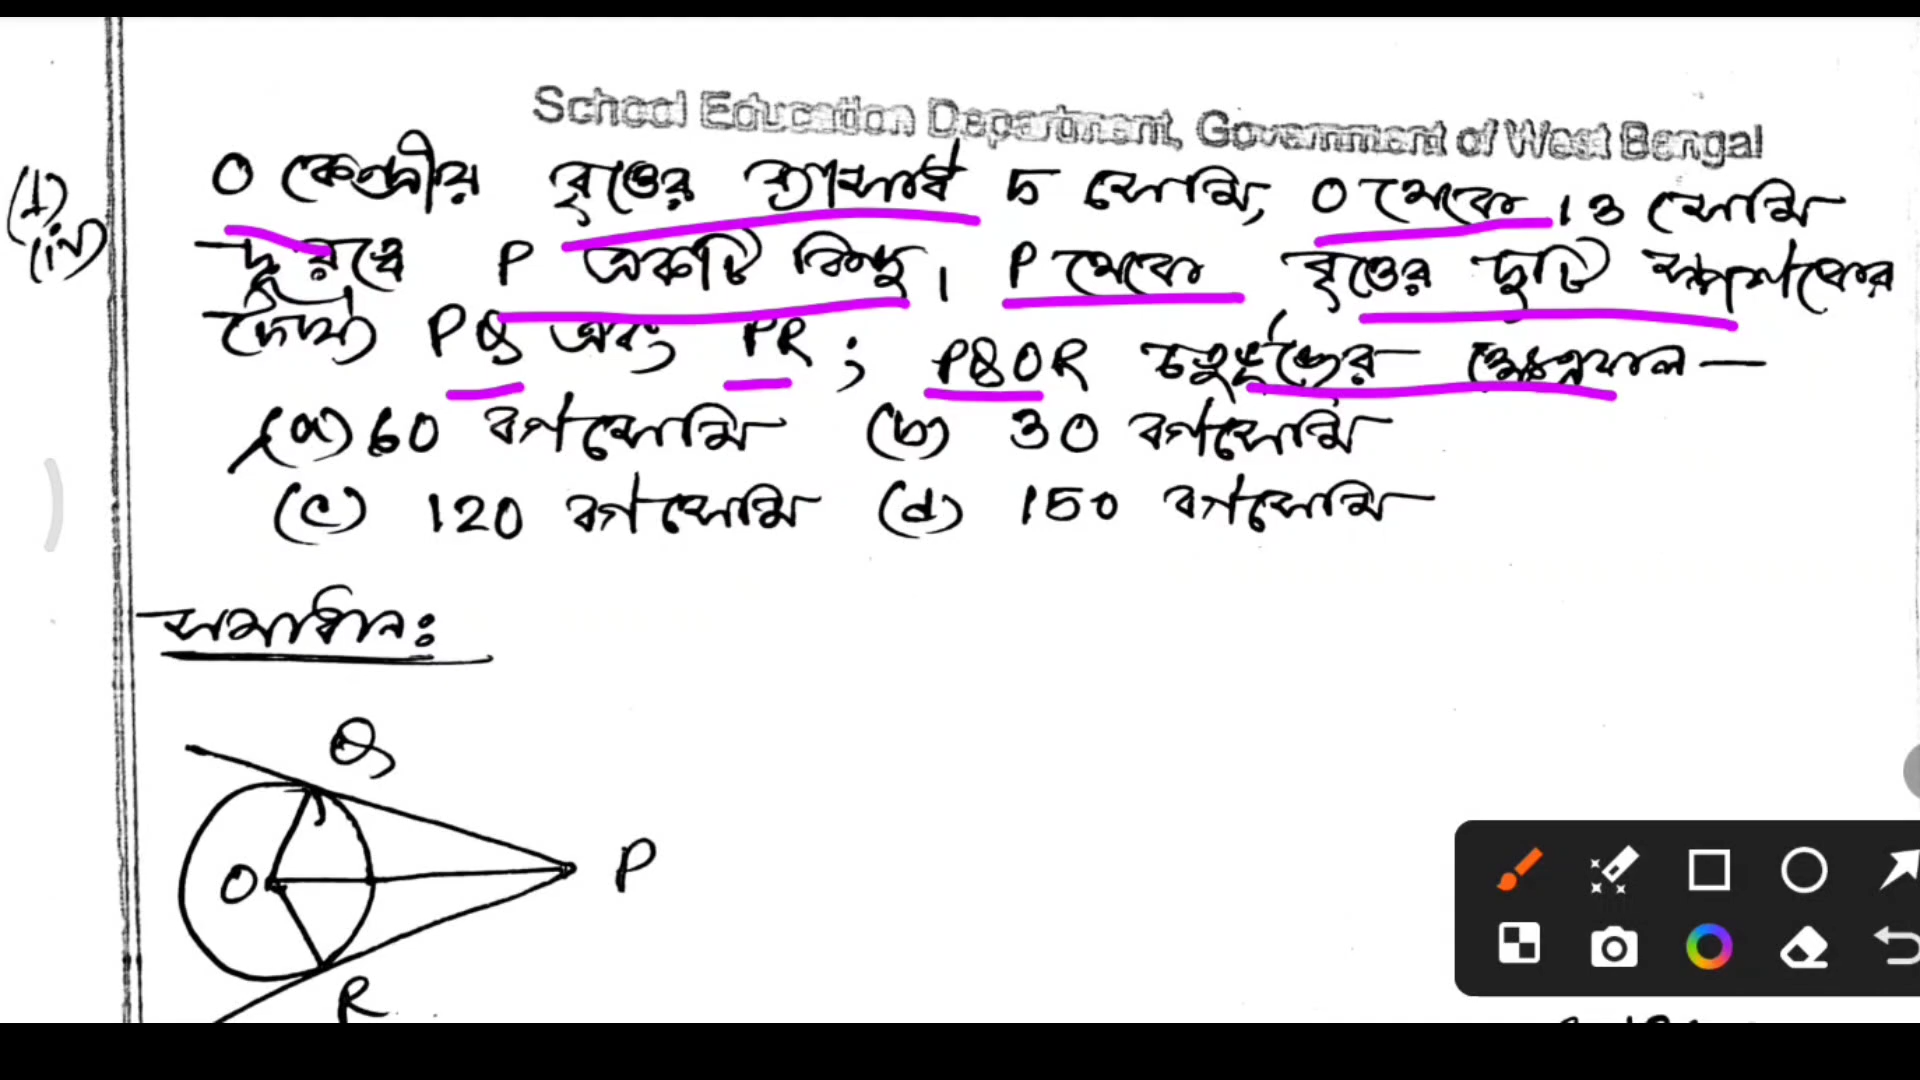 School Education Department, Government of West Bengal
(1).
(iv)
O কেন্দ্রীয় বৃত্তের ব্যাসার্ধ 5 সেমি, O থেকে 13 সেমি
দূরত্বে P একটি বিন্দু। P থেকে বৃত্তের দুটি স্পর্শকের
দৈর্ঘ্য PQ এবং PR; PQOR চতুর্ভুজের ক্ষেত্রফল —
(a) 60 বর্গসেমি (b) 30 বর্গসেমি
(c) 120 বর্গসেমি (d) 150 বর্গসেমি
সমাধান:
Q
O
P
R